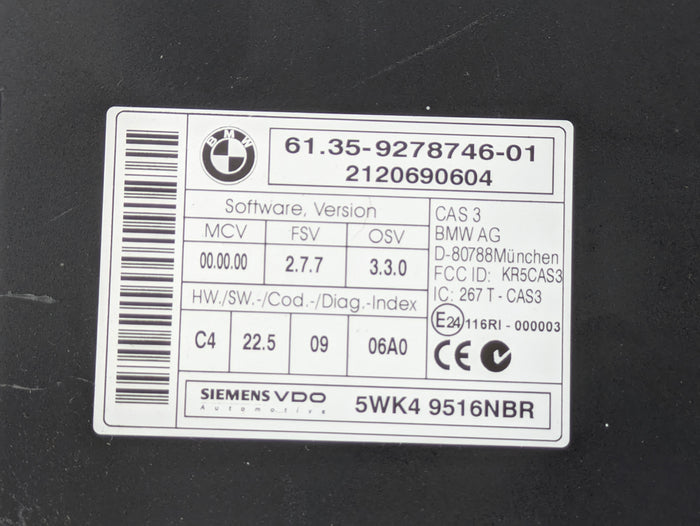 BMW
61.35-9278746-01
2120690604
Software, Version
MCV FSV OSV
00.00.00 2.7.7 3.3.0
HW./SW.-/Cod.-/Diag.-Index
C4 22.5 09 06A0
CAS 3
BMW AG
D-80788München
FCC ID: KR5CAS3
IC: 267 T - CAS3
E24 116RI - 000003
CE
SIEMENS VDO
Automotive
5WK4 9516NBR